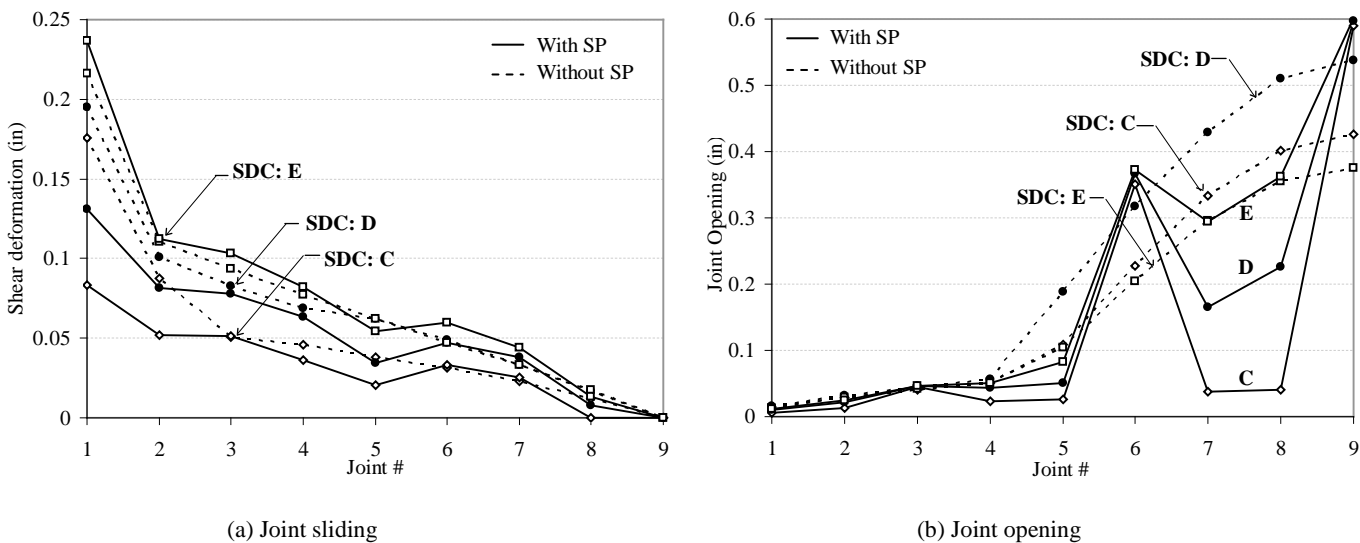 With SP
Without SP
SDC: E
SDC: D
SDC: C
Shear deformation (in)
0.25
0.2
0.15
0.1
0.05
0
1 2 3 4 5 6 7 8 9
Joint #
(a) Joint sliding
With SP
Without SP
SDC: D
SDC: C
SDC: E
E
D
C
Joint Opening (in)
0.6
0.5
0.4
0.3
0.2
0.1
0
1 2 3 4 5 6 7 8 9
Joint #
(b) Joint opening